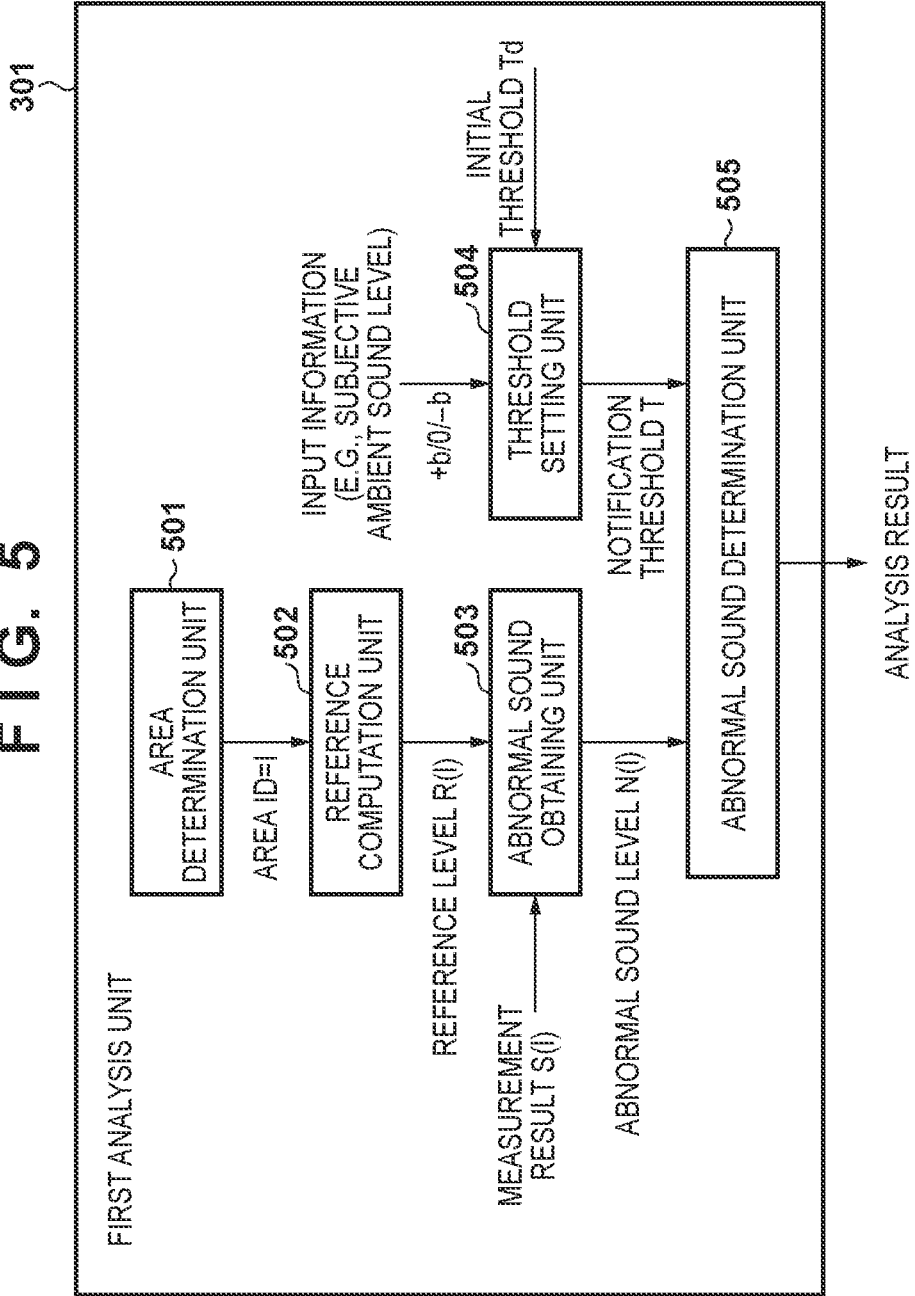 FIG. 5
301
FIRST ANALYSIS UNIT
501
AREA
DETERMINATION UNIT
AREA ID=I
502
REFERENCE
COMPUTATION UNIT
REFERENCE LEVEL R(I)
MEASUREMENT
RESULT S(I)
503
ABNORMAL SOUND
OBTAINING UNIT
ABNORMAL SOUND LEVEL N(I)
INPUT INFORMATION
(E.G., SUBJECTIVE
AMBIENT SOUND LEVEL)
+b/0/−b
INITIAL
THRESHOLD Td
504
THRESHOLD
SETTING UNIT
NOTIFICATION
THRESHOLD T
505
ABNORMAL SOUND DETERMINATION UNIT
ANALYSIS RESULT